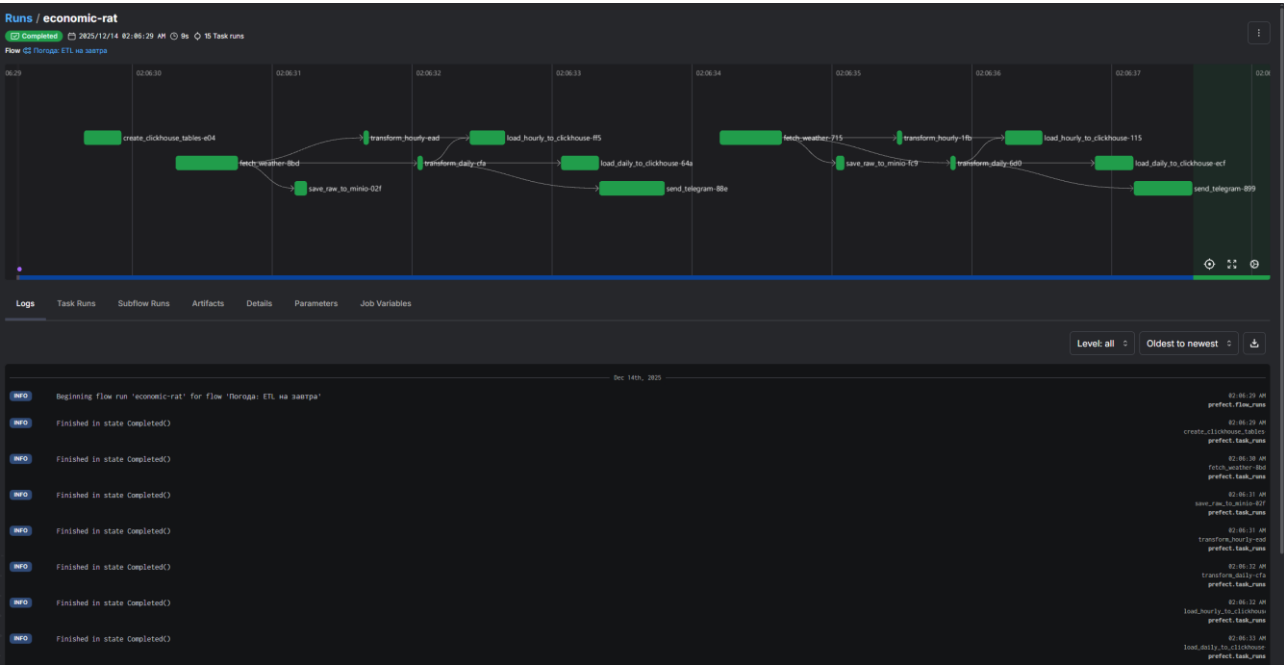 Runs / economic-rat
Completed 2025/12/14 02:06:29 AM 9s 15 Task runs
Flow Погода: ETL на завтра
06:29 02:06:30 02:06:31 02:06:32 02:06:33 02:06:34 02:06:35 02:06:36 02:06:37 02:0
create_clickhouse_tables-e04 transform_hourly-ead load_hourly_to_clickhouse-ff5 fetch_weather-715 transform_hourly-1fb load_hourly_to_clickhouse-115
fetch_weather-8bd transform_daily-cfa load_daily_to_clickhouse-64a save_raw_to_minio-fc9 transform_daily-6d0 load_daily_to_clickhouse-ecf
save_raw_to_minio-02f send_telegram-88e send_telegram-899
Logs Task Runs Subflow Runs Artifacts Details Parameters Job Variables
Level: all Oldest to newest
Dec 14th, 2025
INFO Beginning flow run 'economic-rat' for flow 'Погода: ETL на завтра' 02:06:29 AM
prefect.flow_runs
INFO Finished in state Completed() 02:06:29 AM
create_clickhouse_tables-
prefect.task_runs
INFO Finished in state Completed() 02:06:30 AM
fetch_weather-8bd
prefect.task_runs
INFO Finished in state Completed() 02:06:31 AM
save_raw_to_minio-02f
prefect.task_runs
INFO Finished in state Completed() 02:06:31 AM
transform_hourly-ead
prefect.task_runs
INFO Finished in state Completed() 02:06:32 AM
transform_daily-cfa
prefect.task_runs
INFO Finished in state Completed() 02:06:32 AM
load_hourly_to_clickhous
prefect.task_runs
INFO Finished in state Completed() 02:06:33 AM
load_daily_to_clickhouse-
prefect.task_runs